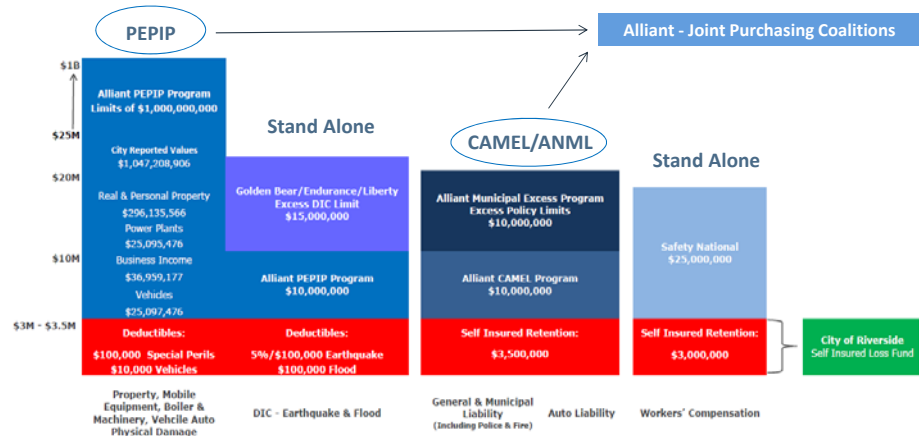 PEPIP
Alliant - Joint Purchasing Coalitions
$1B
Alliant PEPIP Program
Limits of $1,000,000,000
$25M
City Reported Values
$1,047,208,906
$20M
Real & Personal Property
$296,135,566
Power Plants
$25,095,476
$10M
Business Income
$36,959,177
Vehicles
$25,097,476
$3M - $3.5M
Deductibles:
$100,000 Special Perils
$10,000 Vehicles
Property, Mobile
Equipment, Boiler &
Machinery, Vehcile Auto
Physical Damage
Stand Alone
Golden Bear/Endurance/Liberty
Excess DIC Limit
$15,000,000
Alliant PEPIP Program
$10,000,000
Deductibles:
5%/$100,000 Earthquake
$100,000 Flood
DIC - Earthquake & Flood
CAMEL/ANML
Alliant Municipal Excess Program
Excess Policy Limits
$10,000,000
Alliant CAMEL Program
$10,000,000
Self Insured Retention:
$3,500,000
General & Municipal
Liability
(Including Police & Fire)
Auto Liability
Stand Alone
Safety National
$25,000,000
Self Insured Retention:
$3,000,000
Workers' Compensation
City of Riverside
Self Insured Loss Fund